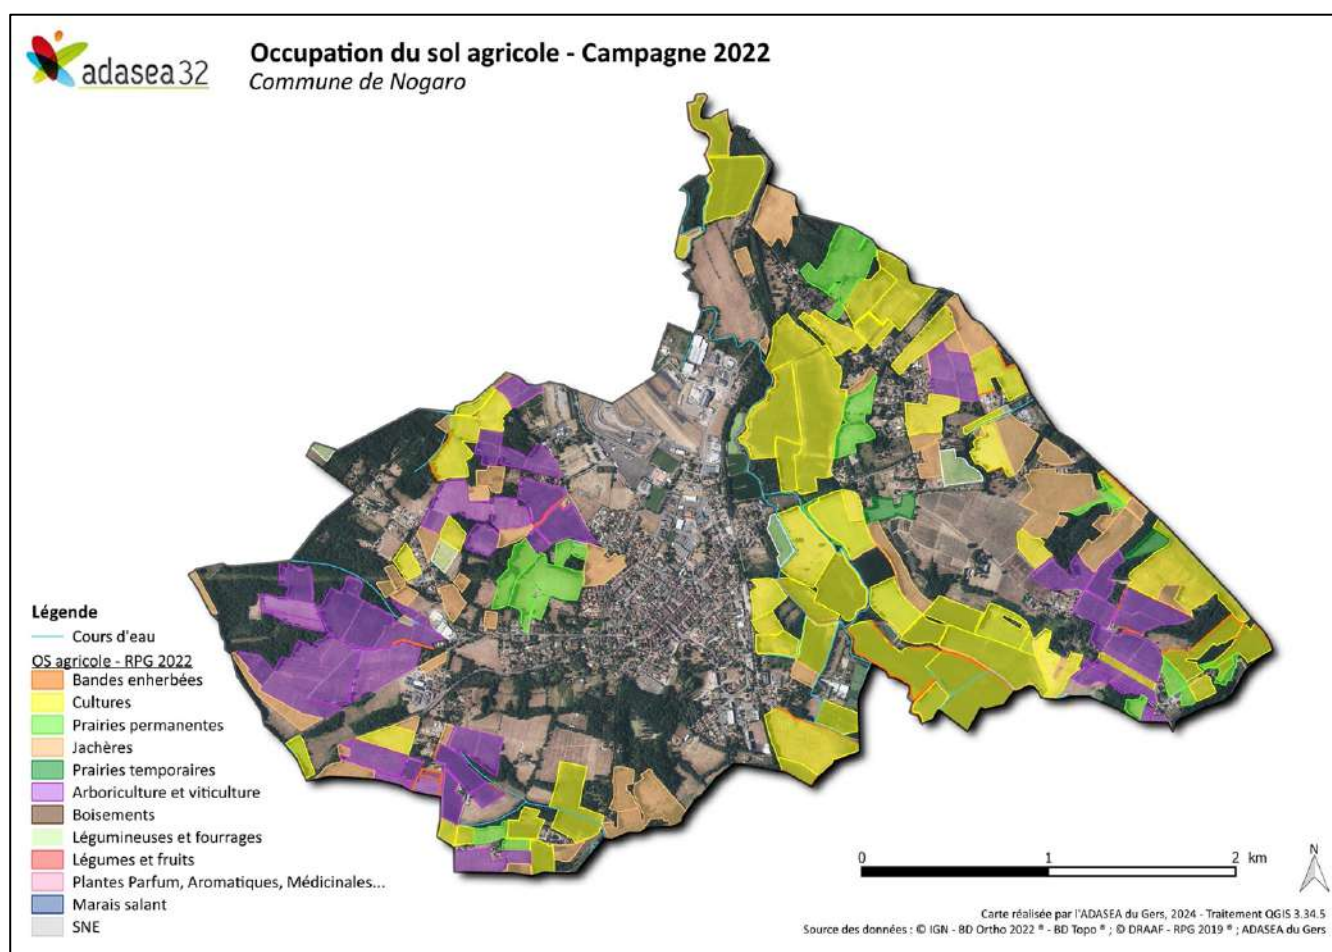 adasea32
Occupation du sol agricole - Campagne 2022
Commune de Nogaro
Légende
Cours d'eau
OS agricole - RPG 2022
Bandes enherbées
Cultures
Prairies permanentes
Jachères
Prairies temporaires
Arboriculture et viticulture
Boisements
Légumineuses et fourrages
Légumes et fruits
Plantes Parfum, Aromatiques, Médicinales...
Marais salant
SNE
0 1 2 km
N
Carte réalisée par l'ADASEA du Gers, 2024 - Traitement QGIS 3.34.5
Source des données : © IGN - BD Ortho 2022 ® - BD Topo ® ; © DRAAF - RPG 2019 ® ; ADASEA du Gers